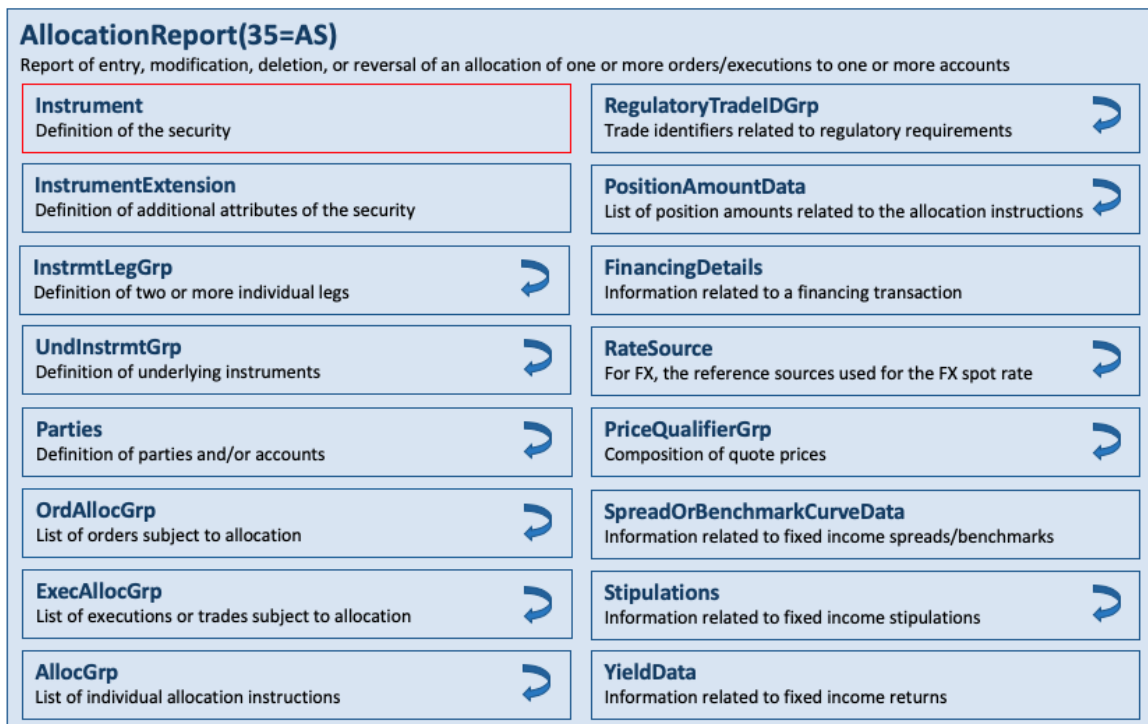 AllocationReport(35=AS)
Report of entry, modification, deletion, or reversal of an allocation of one or more orders/executions to one or more accounts
Instrument
Definition of the security
InstrumentExtension
Definition of additional attributes of the security
InstrmtLegGrp
Definition of two or more individual legs
UndInstrmtGrp
Definition of underlying instruments
Parties
Definition of parties and/or accounts
OrdAllocGrp
List of orders subject to allocation
ExecAllocGrp
List of executions or trades subject to allocation
AllocGrp
List of individual allocation instructions
RegulatoryTradeIDGrp
Trade identifiers related to regulatory requirements
PositionAmountData
List of position amounts related to the allocation instructions
FinancingDetails
Information related to a financing transaction
RateSource
For FX, the reference sources used for the FX spot rate
PriceQualifierGrp
Composition of quote prices
SpreadOrBenchmarkCurveData
Information related to fixed income spreads/benchmarks
Stipulations
Information related to fixed income stipulations
YieldData
Information related to fixed income returns